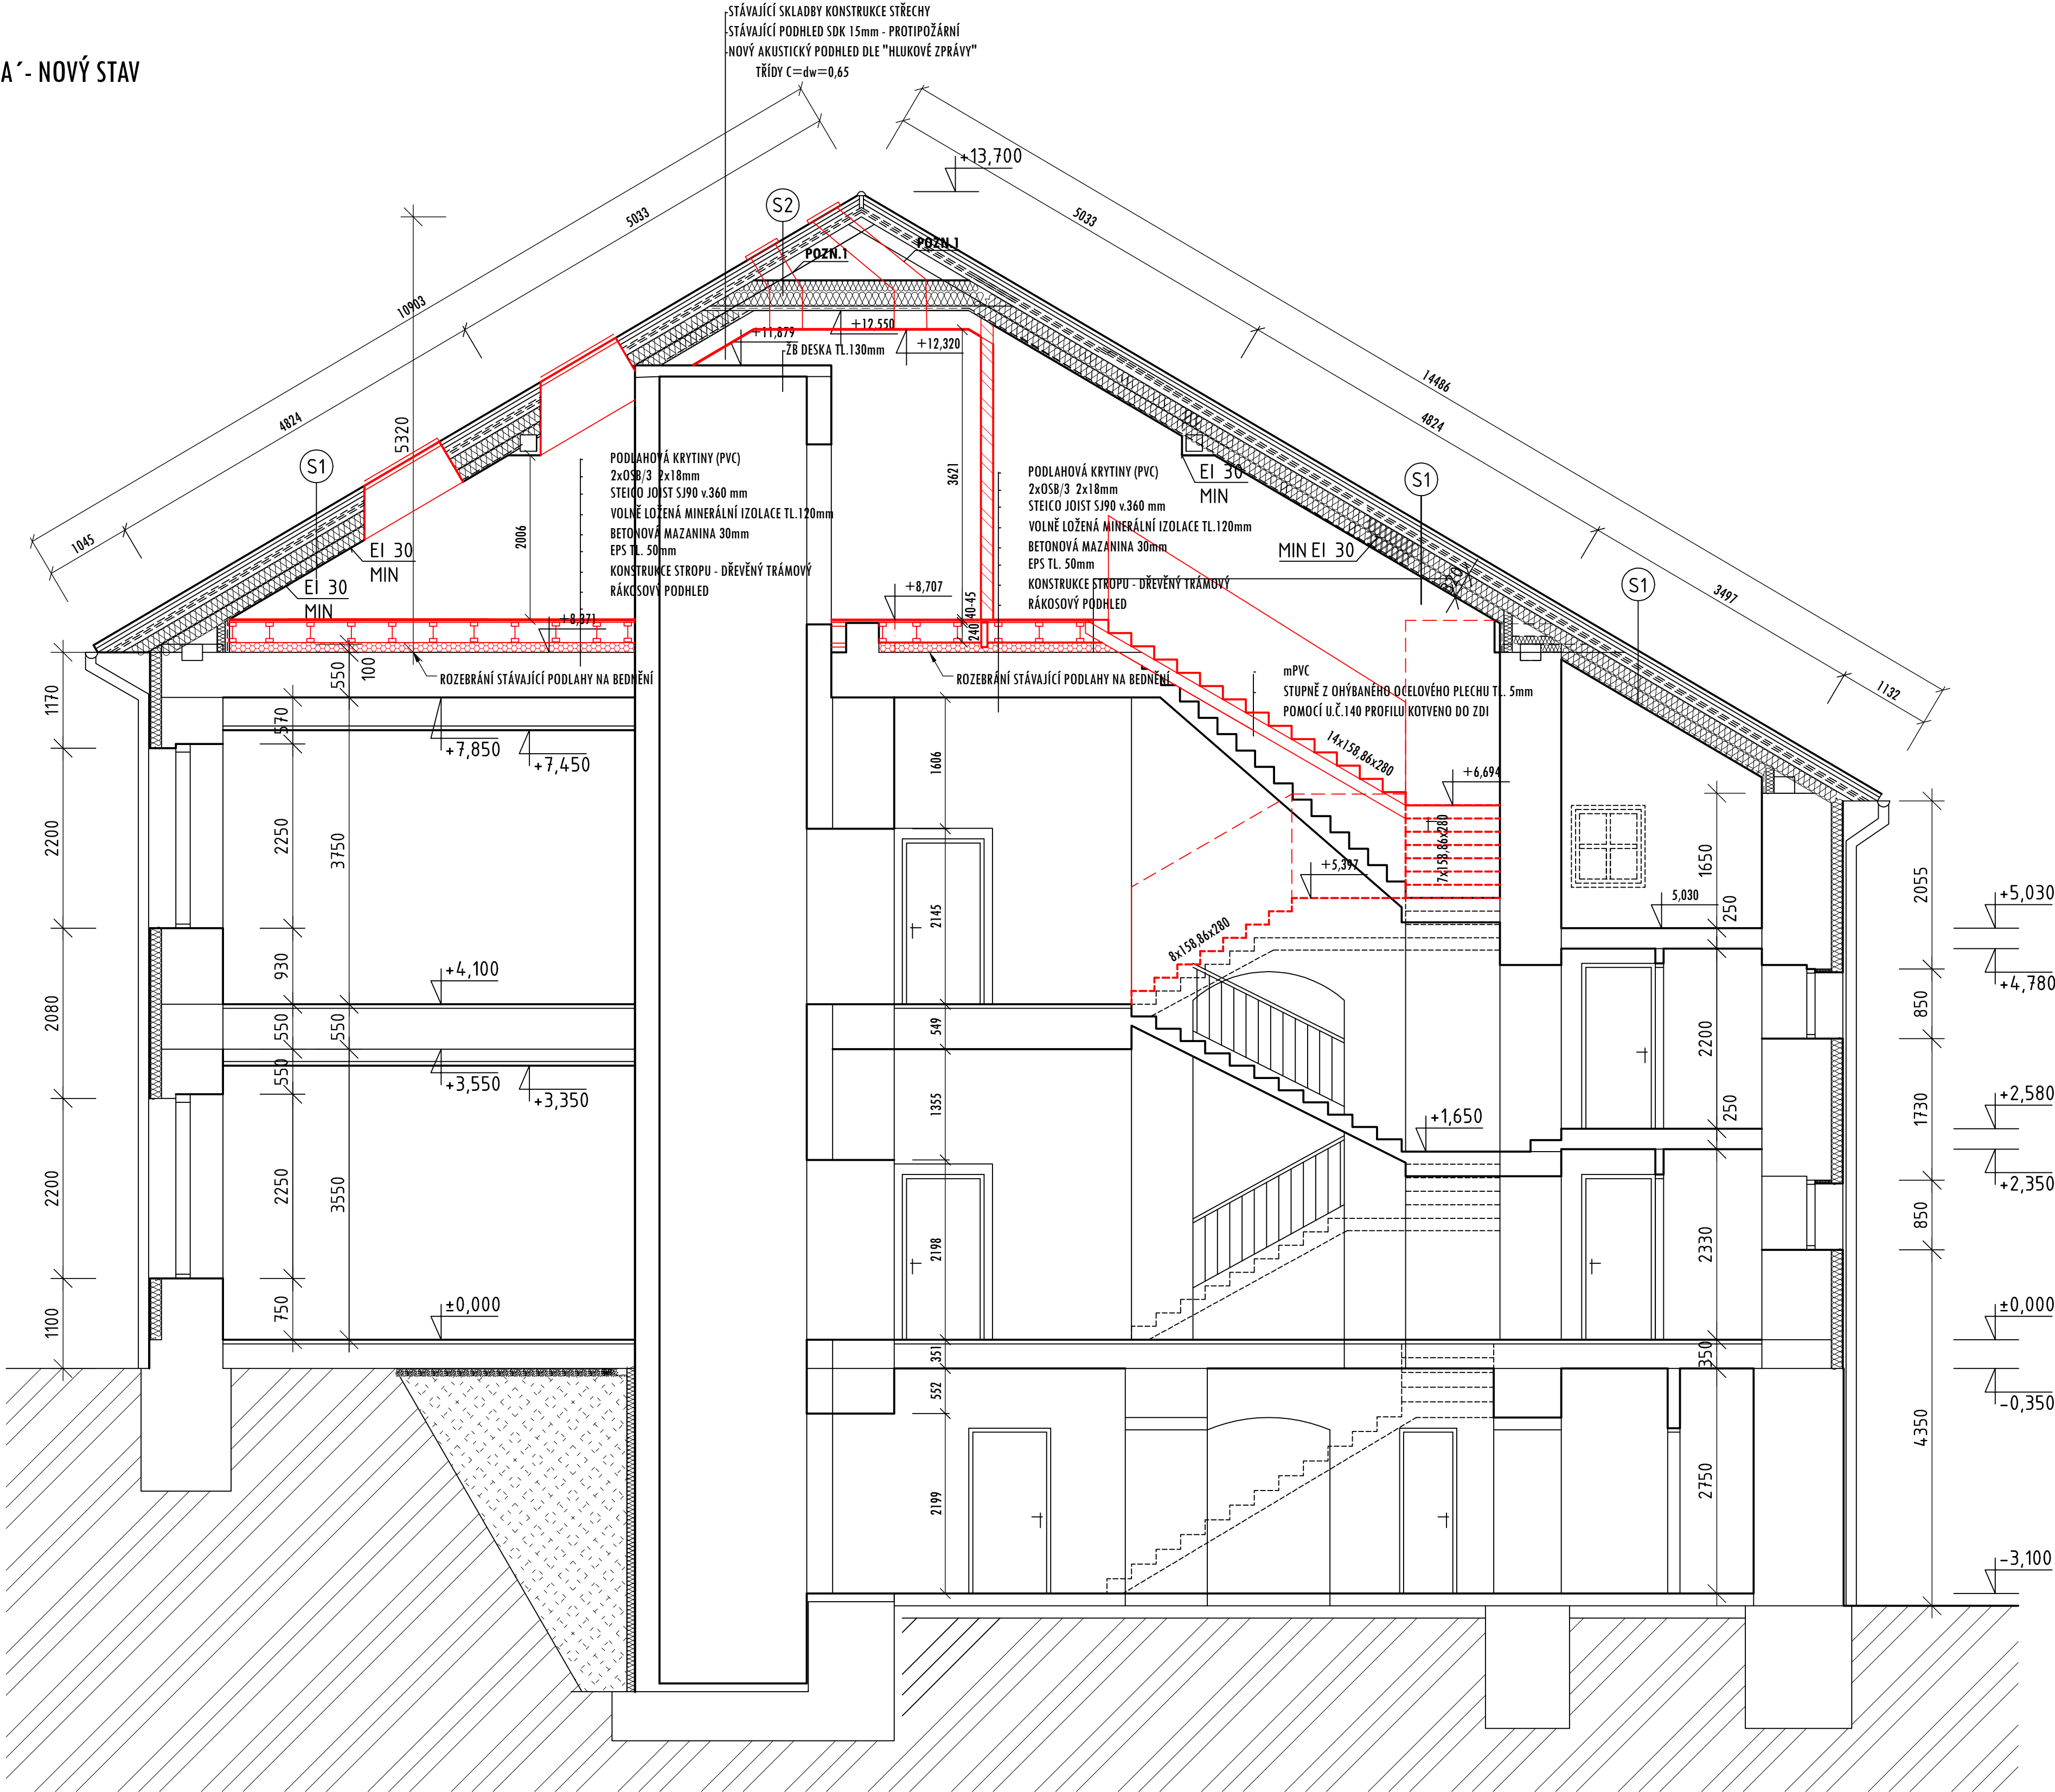 STÁVAJÍCÍ SKLADBY KONSTRUKCE STŘECHY
STÁVAJÍCÍ PODHLED SDK 15mm - PROTIPOŽÁRNÍ
NOVÝ AKUSTICKÝ PODHLED DLE "HLUKOVÉ ZPRÁVY"
TŘÍDY C=dw=0,65
A´- NOVÝ STAV
+13,700
5033
5033
S2
POZN.1
POZN.1
10903
+12,550
+11,879
+12,320
ŽB DESKA TL.130mm
14486
4824
4824
5320
S1
S1
S1
3621
2006
PODLAHOVÁ KRYTINY (PVC)
2xOSB/3 2x18mm
STEICO JOIST SJ90 v.360 mm
VOLNĚ LOŽENÁ MINERÁLNÍ IZOLACE TL.120mm
BETONOVÁ MAZANINA 30mm
EPS TL. 50mm
KONSTRUKCE STROPU - DŘEVĚNÝ TRÁMOVÝ
RÁKOSOVÝ PODHLED
PODLAHOVÁ KRYTINY (PVC)
2xOSB/3 2x18mm
STEICO JOIST SJ90 v.360 mm
VOLNĚ LOŽENÁ MINERÁLNÍ IZOLACE TL.120mm
BETONOVÁ MAZANINA 30mm
EPS TL. 50mm
KONSTRUKCE STROPU - DŘEVĚNÝ TRÁMOVÝ
RÁKOSOVÝ PODHLED
EI 30
MIN
EI 30
MIN
EI 30
MIN
MIN EI 30
1045
3497
1132
+8,707
+8,371
240
40-45
550
100
ROZEBRÁNÍ STÁVAJÍCÍ PODLAHY NA BEDNĚNÍ
ROZEBRÁNÍ STÁVAJÍCÍ PODLAHY NA BEDNĚNÍ
mPVC
STUPNĚ Z OHÝBANÉHO OCELOVÉHO PLECHU TL. 5mm
POMOCÍ U.Č.140 PROFILU KOTVENO DO ZDI
14x158,86x280
7x158,86x280
8x158,86x280
+6,694
+5,397
5,030
+7,850
+7,450
+4,100
+3,550
+3,350
+1,650
±0,000
1170
2200
2080
2200
1100
570
2250
930
550
550
2250
750
3750
550
3550
1606
2145
549
1355
2198
351
552
2199
1650
250
2200
250
2330
350
2750
2055
850
1730
850
4350
+5,030
+4,780
+2,580
+2,350
±0,000
-0,350
-3,100